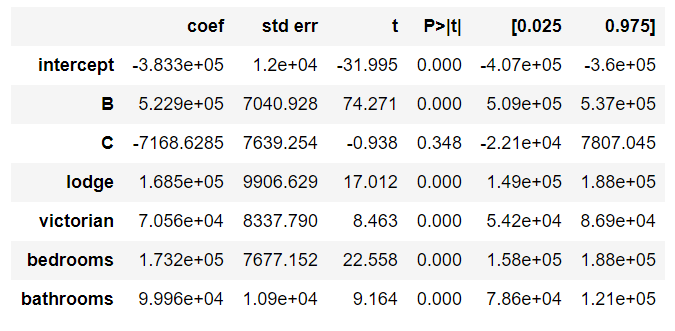 coef std err t P>|t| [0.025 0.975]
intercept -3.833e+05 1.2e+04 -31.995 0.000 -4.07e+05 -3.6e+05
B 5.229e+05 7040.928 74.271 0.000 5.09e+05 5.37e+05
C -7168.6285 7639.254 -0.938 0.348 -2.21e+04 7807.045
lodge 1.685e+05 9906.629 17.012 0.000 1.49e+05 1.88e+05
victorian 7.056e+04 8337.790 8.463 0.000 5.42e+04 8.69e+04
bedrooms 1.732e+05 7677.152 22.558 0.000 1.58e+05 1.88e+05
bathrooms 9.996e+04 1.09e+04 9.164 0.000 7.86e+04 1.21e+05